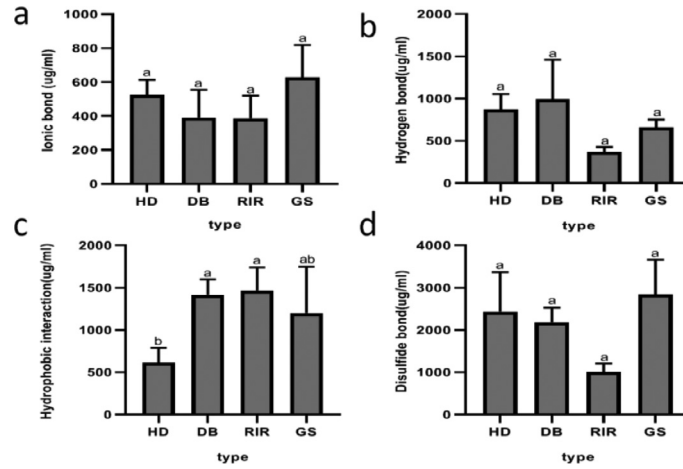 a
Ionic bond (ug/ml)
1000
800
600
400
200
0
a
a
a
a
HD DB RIR GS
type
b
Hydrogen bond(ug/ml)
2000
1500
1000
500
0
a
a
a
a
HD DB RIR GS
type
c
Hydrophobic interaction(ug/ml)
2000
1500
1000
500
0
b
a
a
ab
HD DB RIR GS
type
d
Disulfide bond(ug/ml)
4000
3000
2000
1000
0
a
a
a
a
HD DB RIR GS
type